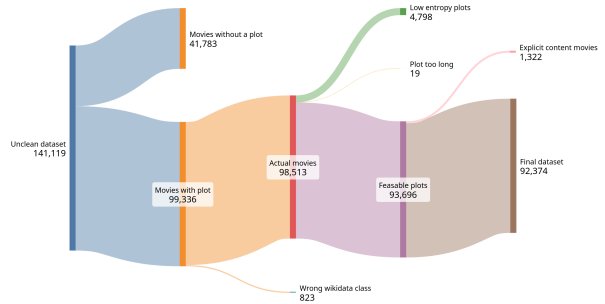 Low entropy plots
4,798
Movies without a plot
41,783
Explicit content movies
1,322
Plot too long
19
Unclean dataset
141,119
Actual movies
98,513
Final dataset
92,374
Movies with plot
99,336
Feasable plots
93,696
Wrong wikidata class
823